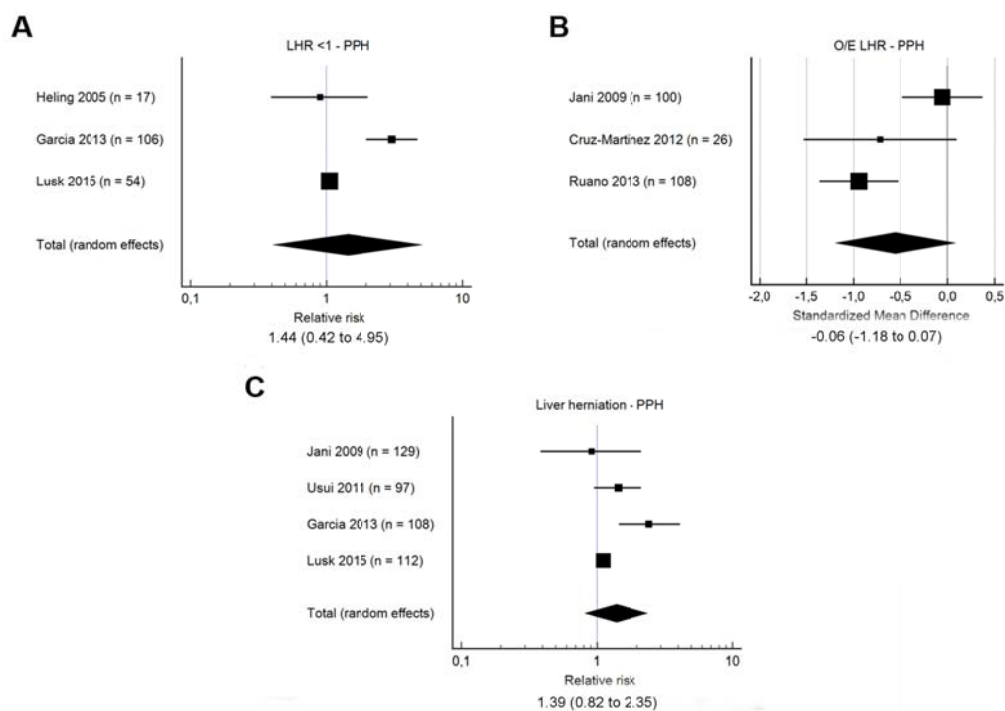 A
LHR <1 - PPH
Heling 2005 (n = 17)
Garcia 2013 (n = 106)
Lusk 2015 (n = 54)
Total (random effects)
0,1 1 10
Relative risk
1.44 (0.42 to 4.95)
B
O/E LHR - PPH
Jani 2009 (n = 100)
Cruz-Martinez 2012 (n = 26)
Ruano 2013 (n = 108)
Total (random effects)
-2,0 -1,0 -0,5 0,0 0,5
Standardized Mean Difference
-0.06 (-1.18 to 0.07)
C
Liver herniation - PPH
Jani 2009 (n = 129)
Usui 2011 (n = 97)
Garcia 2013 (n = 108)
Lusk 2015 (n = 112)
Total (random effects)
0,1 1 10
Relative risk
1.39 (0.82 to 2.35)